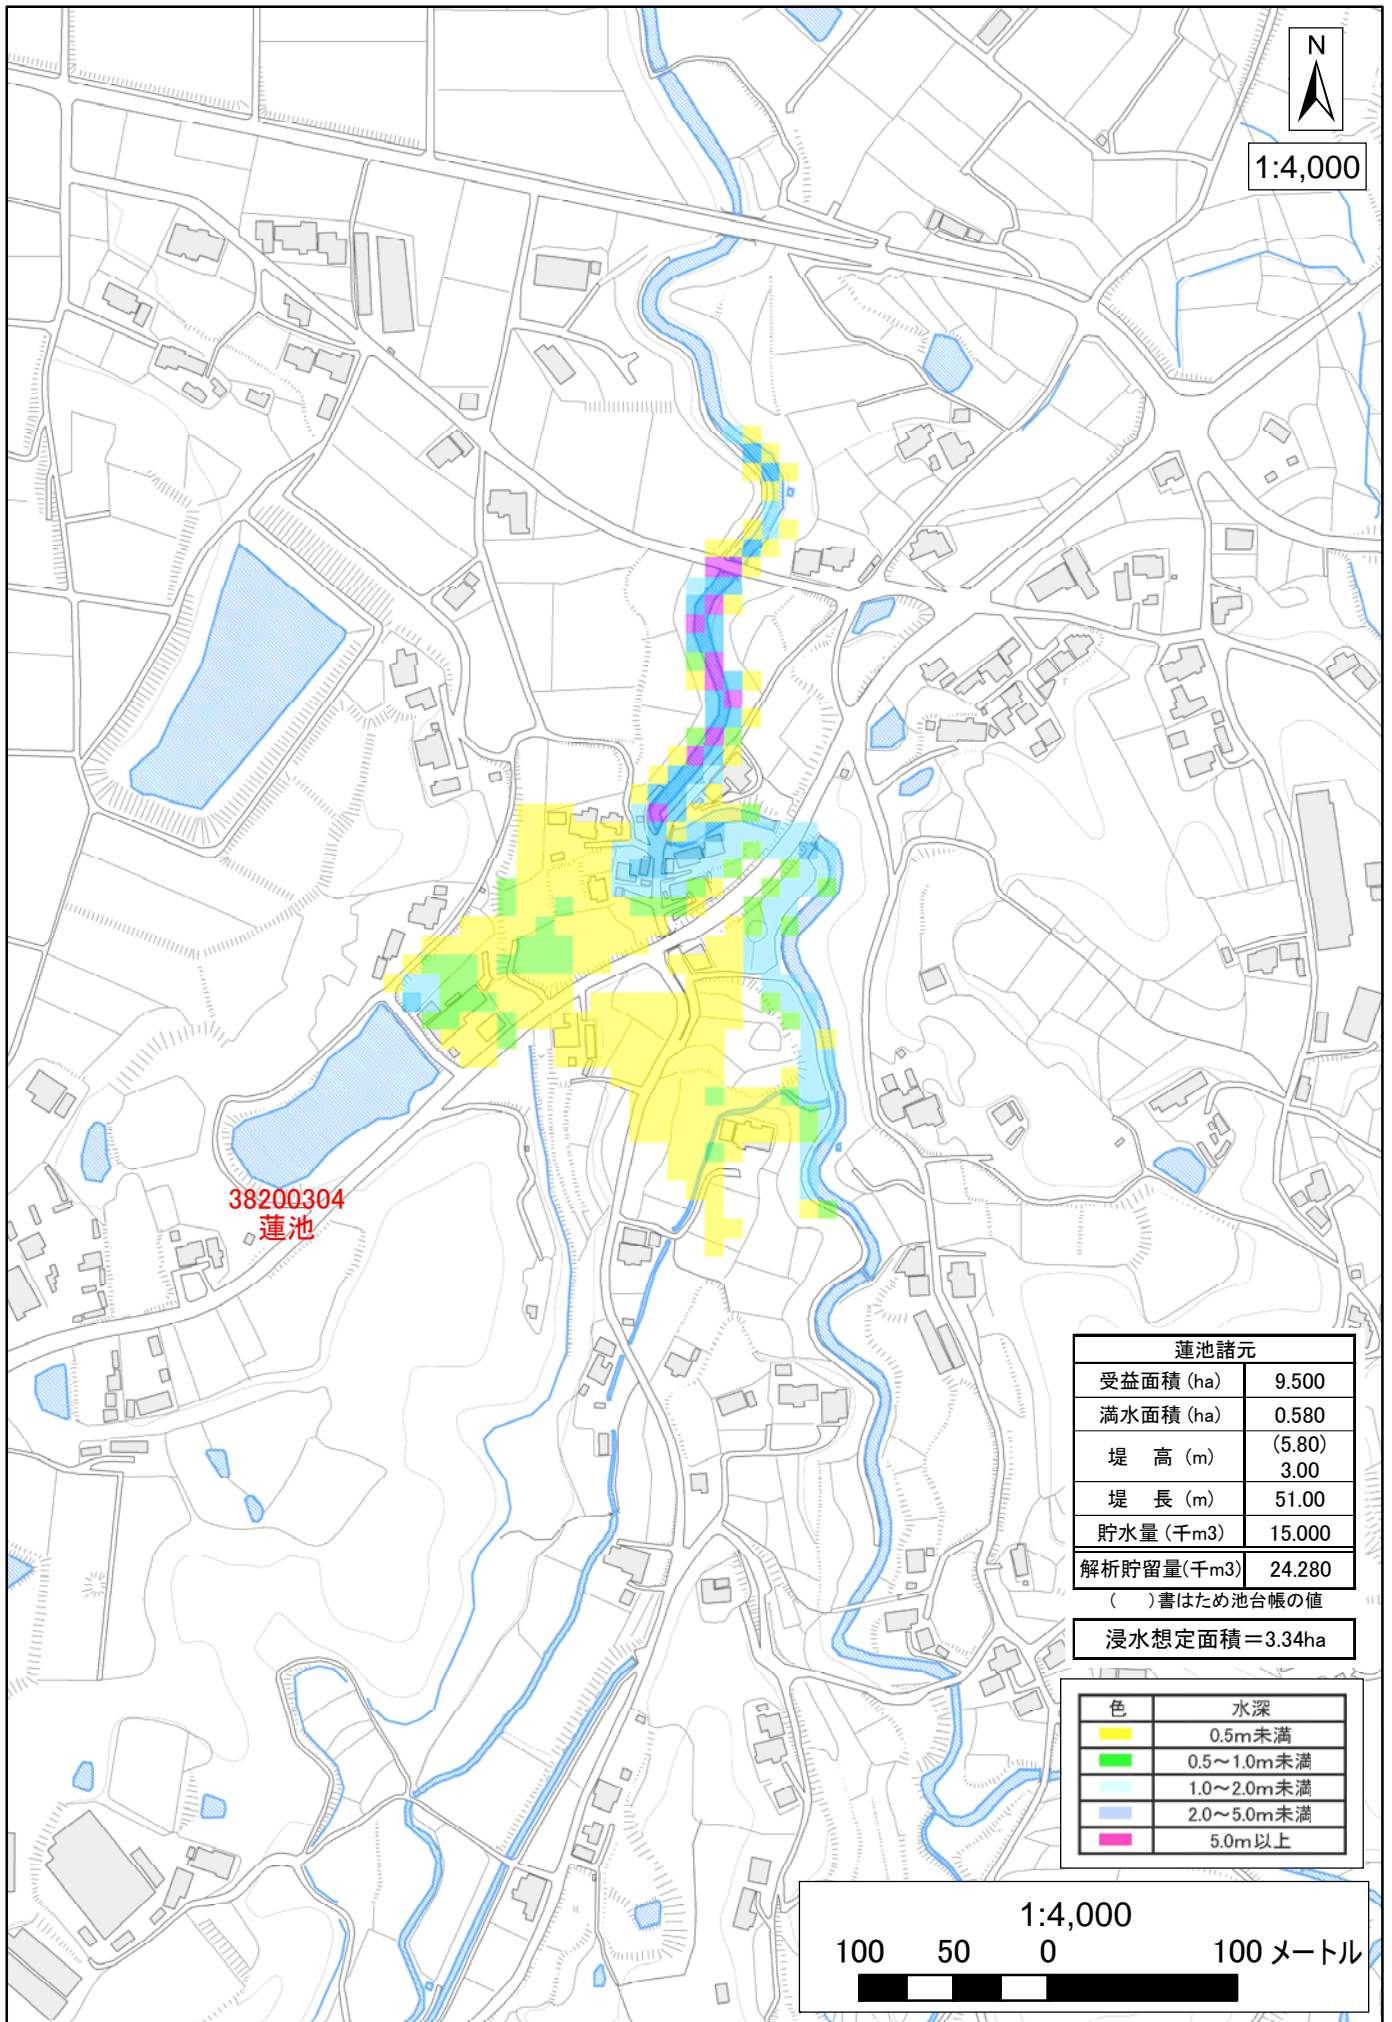 N
1:4,000
38200304
蓮池
蓮池諸元
受益面積 (ha) 9.500
満水面積 (ha) 0.580
堤　高 (m) (5.80)
3.00
堤　長 (m) 51.00
貯水量 (千m3) 15.000
解析貯留量(千m3) 24.280
(　)書はため池台帳の値
浸水想定面積＝3.34ha
色 水深
0.5m未満
0.5～1.0m未満
1.0～2.0m未満
2.0～5.0m未満
5.0m以上
1:4,000
100 50 0 100 メートル